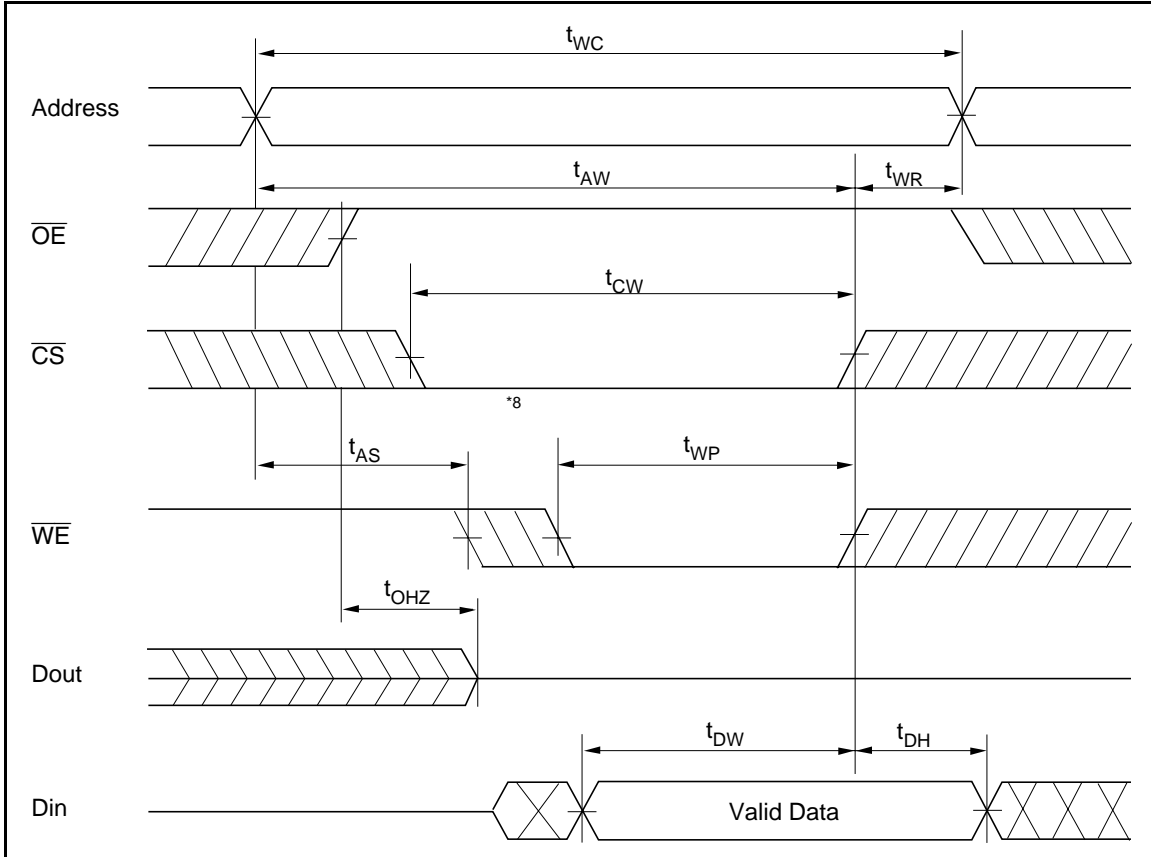 tWC
Address
tAW
tWR
OE
tCW
CS
*8
tAS
tWP
WE
tOHZ
Dout
tDW
tDH
Din
Valid Data